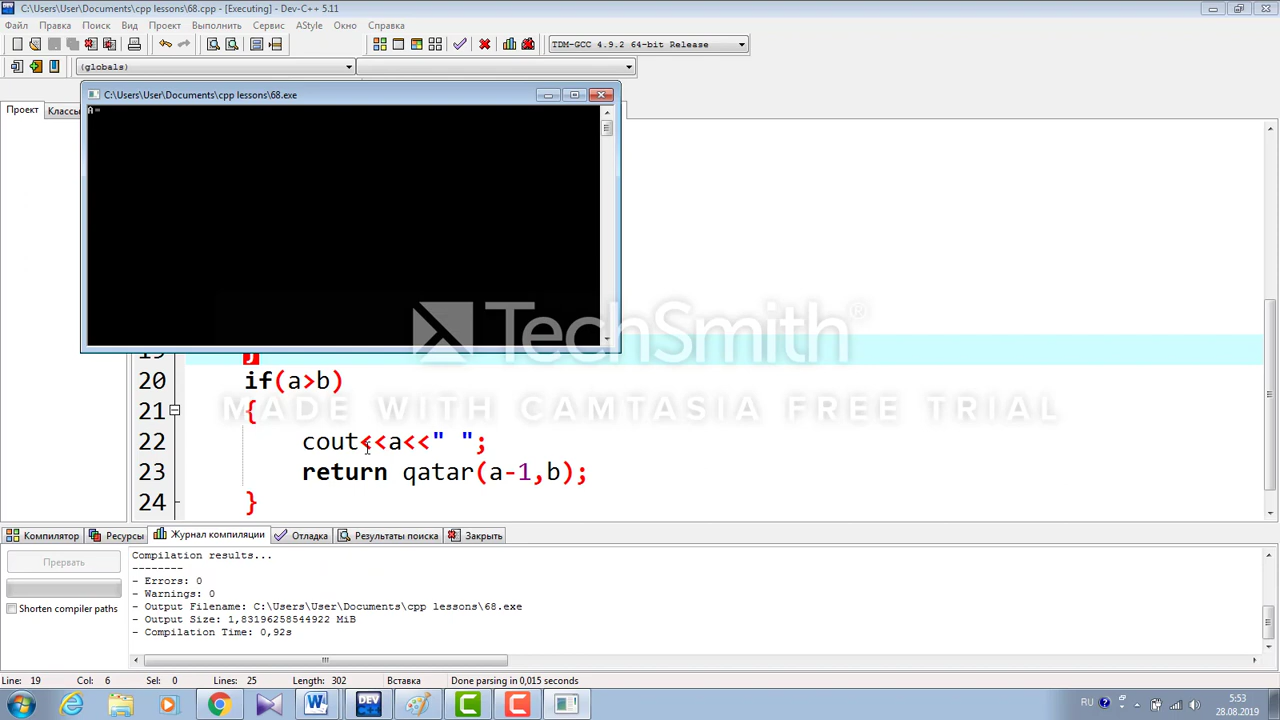 C:\Users\User\Documents\cpp lessons\68.cpp - [Executing] - Dev-C++ 5.11
Файл Правка Поиск Вид Проект Выполнить Сервис AStyle Окно Справка
TDM-GCC 4.9.2 64-bit Release
(globals)
C:\Users\User\Documents\cpp lessons\68.exe
Проект Классы
A=
TechSmith®
MADE WITH CAMTASIA FREE TRIAL
19 }
20 if(a>b)
21 {
22 cout<<a<<" ";
23 return qatar(a-1,b);
24 }
Компилятор Ресурсы Журнал компиляции Отладка Результаты поиска Закрыть
Прервать
Shorten compiler paths
Compilation results...
--------
- Errors: 0
- Warnings: 0
- Output Filename: C:\Users\User\Documents\cpp lessons\68.exe
- Output Size: 1,83196258544922 MiB
- Compilation Time: 0,92s
Line: 19 Col: 6 Sel: 0 Lines: 25 Length: 302 Вставка Done parsing in 0,015 seconds
W DEV C++ C C RU 5:53
28.08.2019